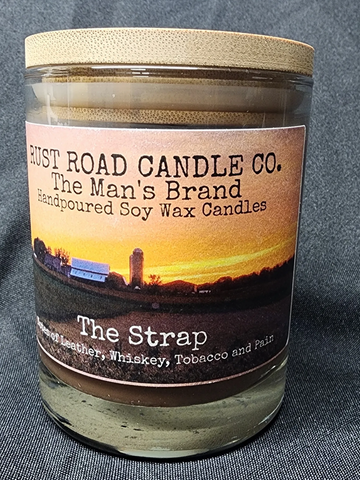 RUST ROAD CANDLE CO.
The Man's Brand
Handpoured Soy Wax Candles
The Strap
Notes of Leather, Whiskey, Tobacco and Pain